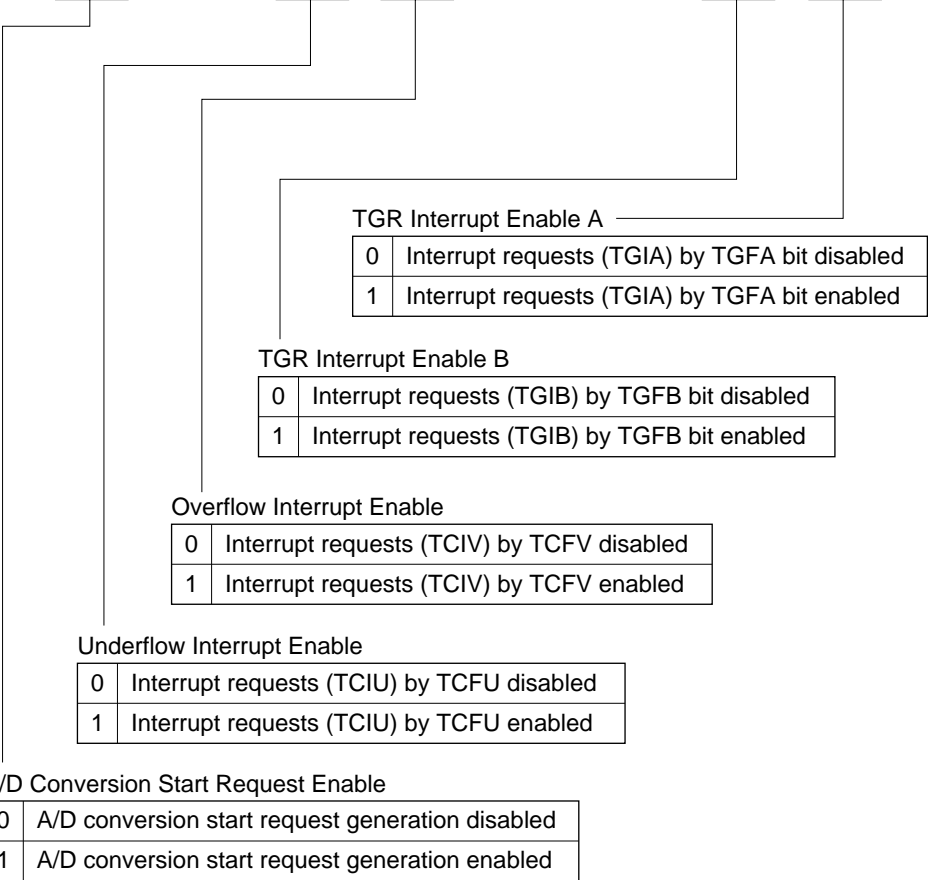 TGR Interrupt Enable A
0 Interrupt requests (TGIA) by TGFA bit disabled
1 Interrupt requests (TGIA) by TGFA bit enabled
TGR Interrupt Enable B
0 Interrupt requests (TGIB) by TGFB bit disabled
1 Interrupt requests (TGIB) by TGFB bit enabled
Overflow Interrupt Enable
0 Interrupt requests (TCIV) by TCFV disabled
1 Interrupt requests (TCIV) by TCFV enabled
Underflow Interrupt Enable
0 Interrupt requests (TCIU) by TCFU disabled
1 Interrupt requests (TCIU) by TCFU enabled
/D Conversion Start Request Enable
0 A/D conversion start request generation disabled
1 A/D conversion start request generation enabled